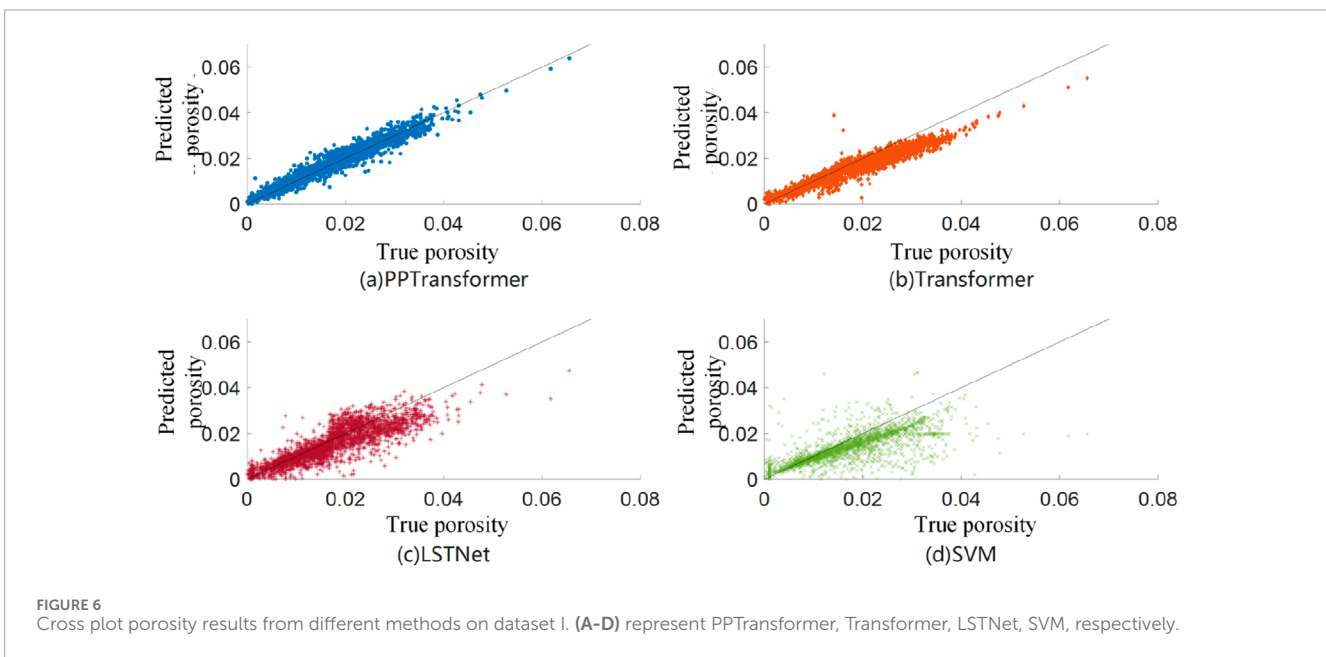 0.06
0.04
0.02
0
Predicted
porosity
0 0.02 0.04 0.06 0.08
True porosity
(a)PPTransformer
0.06
0.04
0.02
0
Predicted
porosity
0 0.02 0.04 0.06 0.08
True porosity
(b)Transformer
0.06
0.04
0.02
0
Predicted
porosity
0 0.02 0.04 0.06 0.08
True porosity
(c)LSTNet
0.06
0.04
0.02
0
Predicted
porosity
0 0.02 0.04 0.06 0.08
True porosity
(d)SVM
FIGURE 6
Cross plot porosity results from different methods on dataset I. (A-D) represent PPTransformer, Transformer, LSTNet, SVM, respectively.